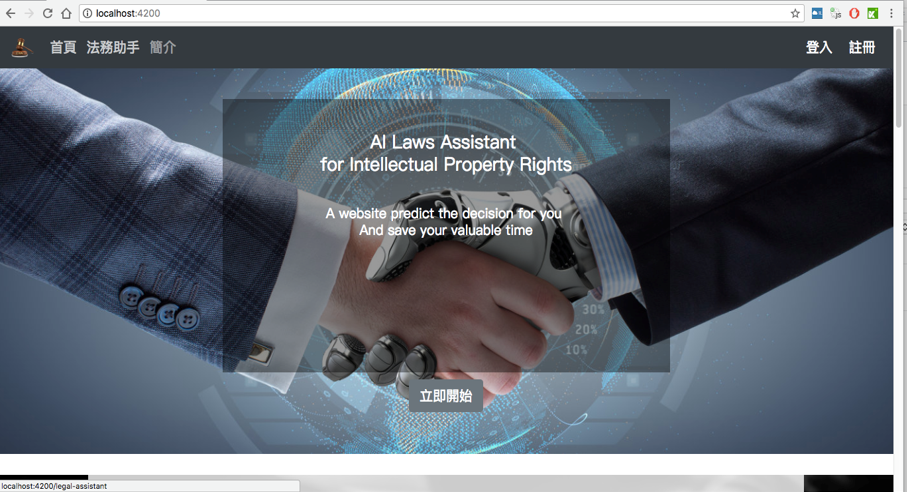 localhost:4200
首頁 法務助手 簡介
登入 註冊
AI Laws Assistant
for Intellectual Property Rights
A website predict the decision for you
And save your valuable time
30%
20%
10%
立即開始
localhost:4200/legal-assistant